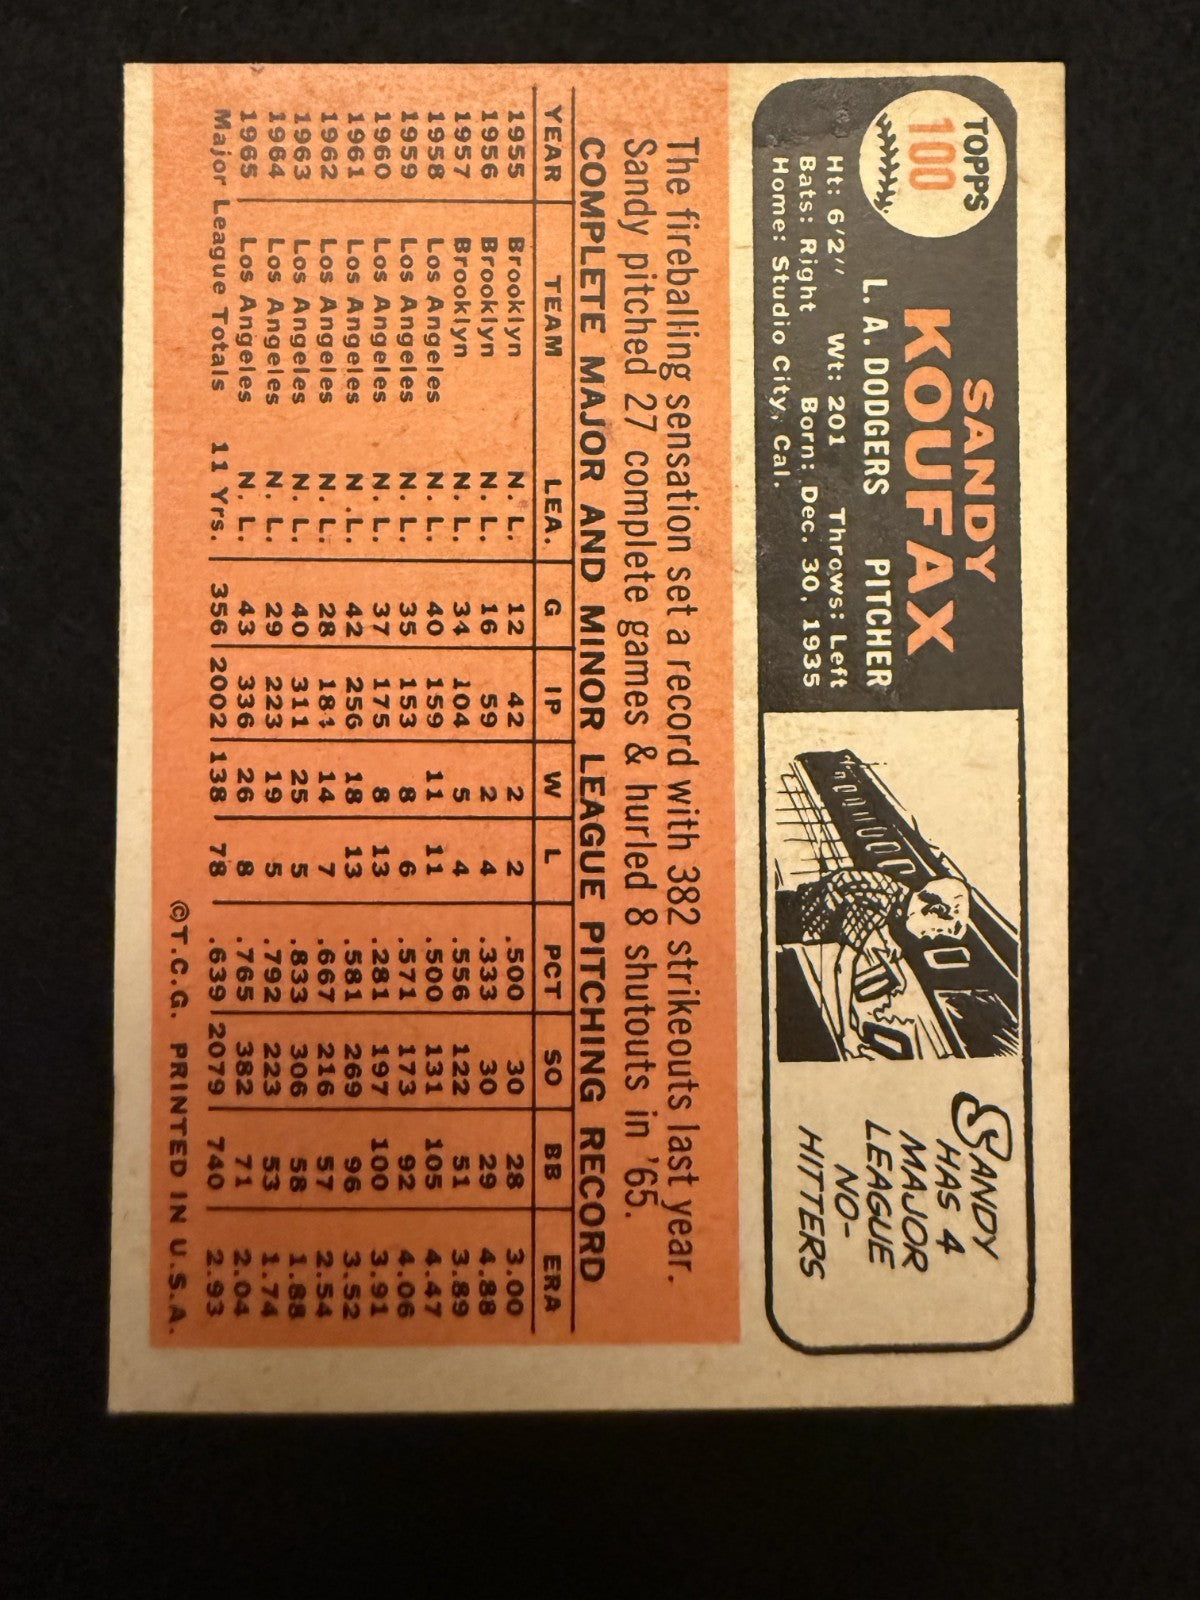 TOPPS
100
SANDY
KOUFAX
L. A. DODGERS PITCHER
Ht: 6'2" Wt: 201 Throws: Left
Bats: Right Born: Dec. 30, 1935
Home: Studio City, Cal.
SANDY
HAS 4
MAJOR
LEAGUE
NO-
HITTERS
The fireballing sensation set a record with 382 strikeouts last year.
Sandy pitched 27 complete games & hurled 8 shutouts in '65.
COMPLETE MAJOR AND MINOR LEAGUE PITCHING RECORD
YEAR TEAM LEA. G IP W L PCT SO BB ERA
1955 Brooklyn N. L. 12 42 2 2 .500 30 28 3.00
1956 Brooklyn N. L. 16 59 2 4 .333 30 29 4.88
1957 Brooklyn N. L. 34 104 5 4 .556 122 51 3.89
1958 Los Angeles N. L. 40 159 11 11 .500 131 105 4.47
1959 Los Angeles N. L. 35 153 8 6 .571 173 92 4.06
1960 Los Angeles N. L. 37 175 8 13 .281 197 100 3.91
1961 Los Angeles N. L. 42 256 18 13 .581 269 96 3.52
1962 Los Angeles N. L. 28 184 14 7 .667 216 57 2.54
1963 Los Angeles N. L. 40 311 25 5 .833 306 58 1.88
1964 Los Angeles N. L. 29 223 19 5 .792 223 53 1.74
1965 Los Angeles N. L. 43 336 26 8 .765 382 71 2.04
Major League Totals 11 Yrs. 356 2002 138 78 .639 2079 740 2.93
©T.C.G. PRINTED IN U.S.A.